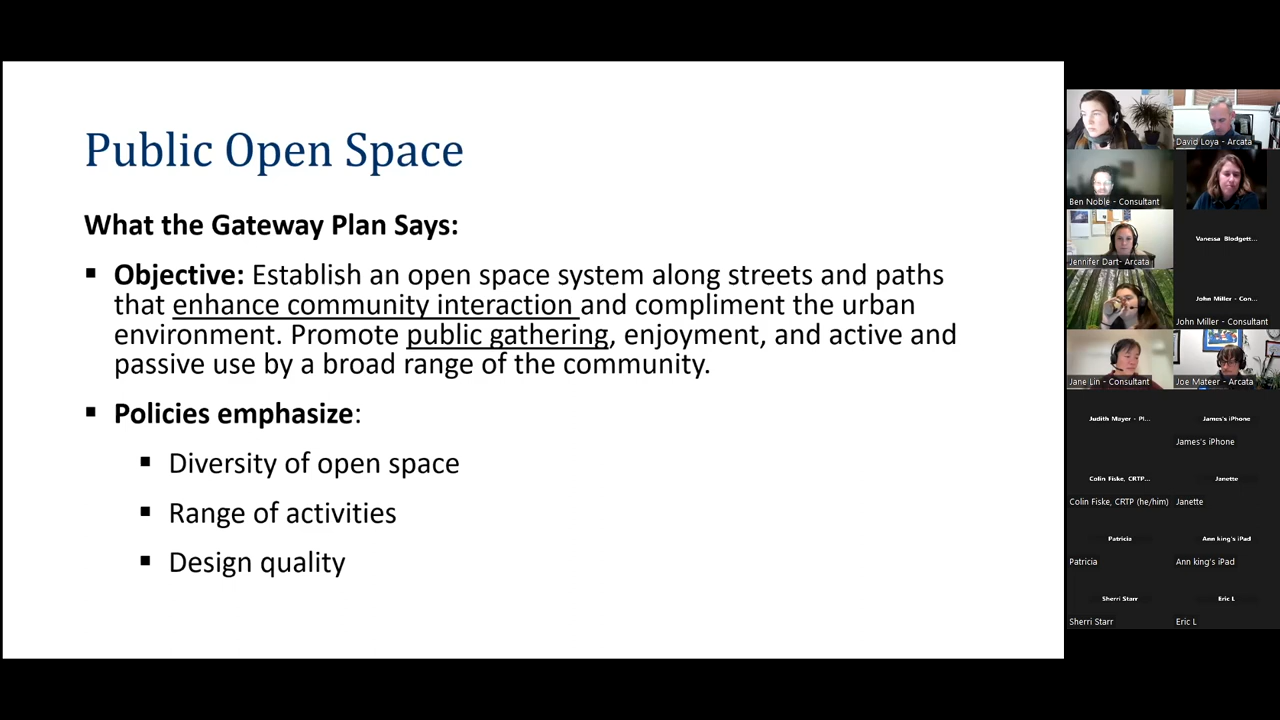 Public Open Space
What the Gateway Plan Says:
▪ Objective: Establish an open space system along streets and paths
that enhance community interaction and compliment the urban
environment. Promote public gathering, enjoyment, and active and
passive use by a broad range of the community.
▪ Policies emphasize:
▪ Diversity of open space
▪ Range of activities
▪ Design quality
David Loya - Arcata
Ben Noble - Consultant
Vanessa Blodgett...
Jennifer Dart- Arcata
John Miller - Con...
John Miller - Consultant
Jane Lin - Consultant
Joe Mateer - Arcata
Judith Mayer - Pl...
James's iPhone
James's iPhone
Colin Fiske, CRTP...
Janette
Colin Fiske, CRTP (he/him)
Janette
Patricia
Ann king's iPad
Patricia
Ann king's iPad
Sherri Starr
Eric L
Sherri Starr
Eric L